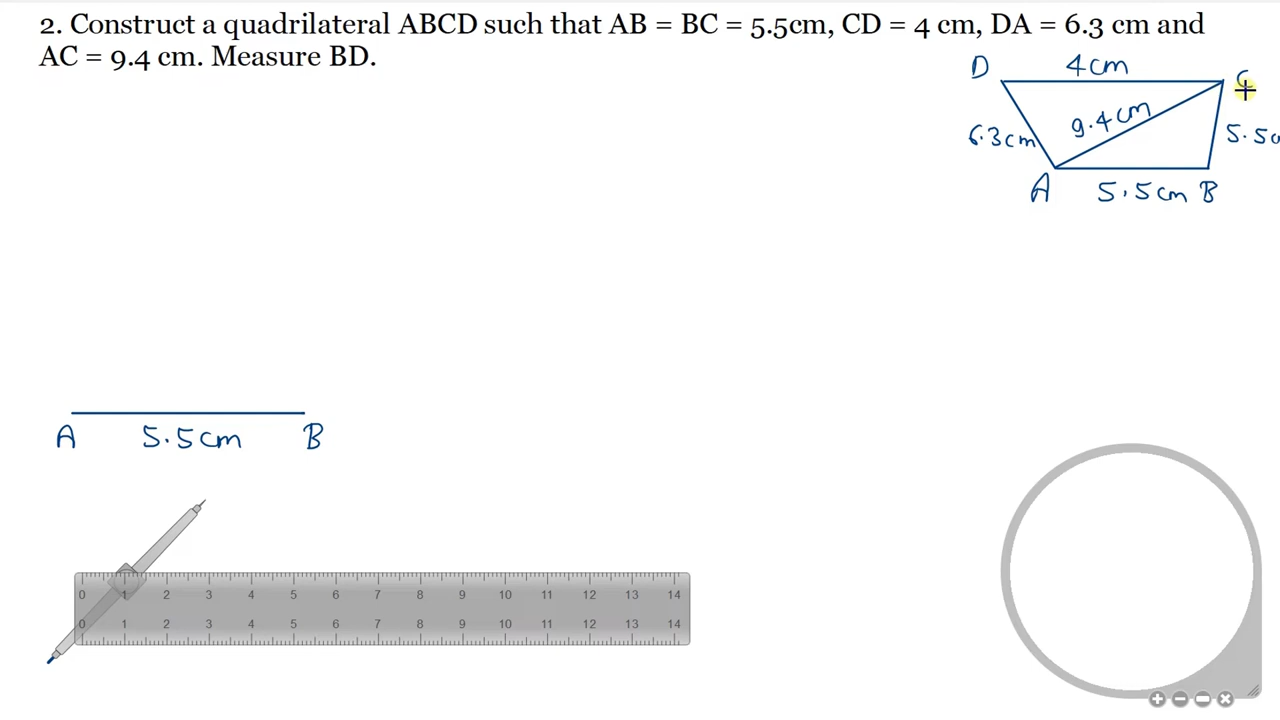 2. Construct a quadrilateral ABCD such that AB = BC = 5.5cm, CD = 4 cm, DA = 6.3 cm and
AC = 9.4 cm. Measure BD.
D 4cm C
9.4cm
6.3cm 5.5c
A 5.5cm B
A 5.5cm B
0 1 2 3 4 5 6 7 8 9 10 11 12 13 14
0 1 2 3 4 5 6 7 8 9 10 11 12 13 14